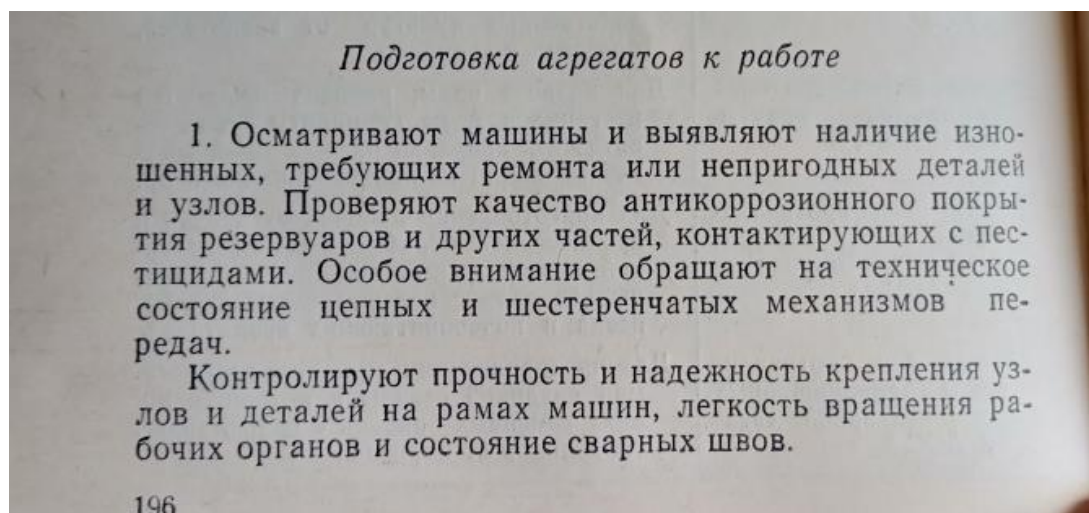 Подготовка агрегатов к работе
1. Осматривают машины и выявляют наличие изно-
шенных, требующих ремонта или непригодных деталей
и узлов. Проверяют качество антикоррозионного покры-
тия резервуаров и других частей, контактирующих с пес-
тицидами. Особое внимание обращают на техническое
состояние цепных и шестеренчатых механизмов пе-
редач.
Контролируют прочность и надежность крепления уз-
лов и деталей на рамах машин, легкость вращения ра-
бочих органов и состояние сварных швов.
196